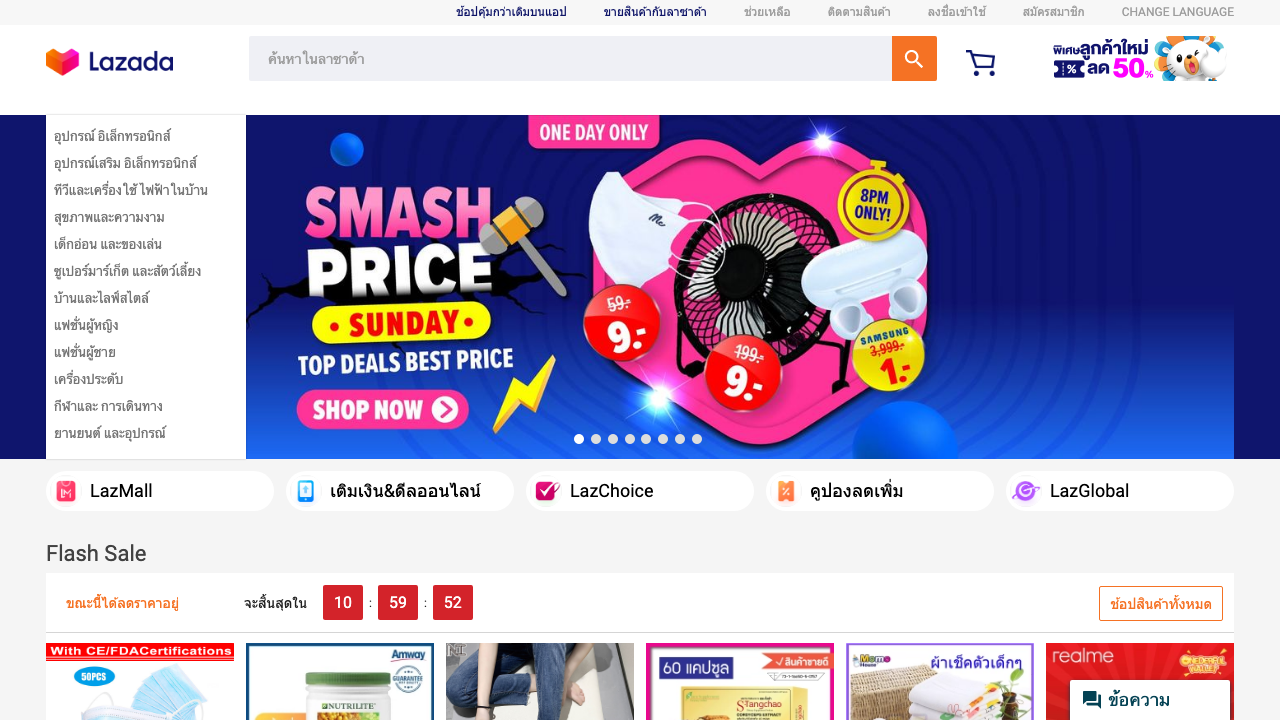 ช้อปคุ้มกว่าเดิมบนแอป
ขายสินค้ากับลาซาด้า
ช่วยเหลือ
ติดตามสินค้า
ลงชื่อเข้าใช้
สมัครสมาชิก
CHANGE LANGUAGE
Lazada
ค้นหาในลาซาด้า
พิเศษลูกค้าใหม่
% ลด 50%
อุปกรณ์ อิเล็กทรอนิกส์
อุปกรณ์เสริม อิเล็กทรอนิกส์
ทีวีและเครื่องใช้ ไฟฟ้าในบ้าน
สุขภาพและความงาม
เด็กอ่อน และของเล่น
ซูเปอร์มาร์เก็ต และสัตว์เลี้ยง
บ้านและไลฟ์สไตล์
แฟชั่นผู้หญิง
แฟชั่นผู้ชาย
เครื่องประดับ
กีฬาและ การเดินทาง
ยานยนต์ และอุปกรณ์
ONE DAY ONLY
SMASH
PRICE
• SUNDAY •
TOP DEALS BEST PRICE
SHOP NOW
8PM
ONLY!
59.-
9.-
199.-
9.-
SAMSUNG
3,999.-
1.-
LazMall
เติมเงิน&ดีลออนไลน์
LazChoice
คูปองลดเพิ่ม
LazGlobal
Flash Sale
ขณะนี้ได้ลดราคาอยู่
จะสิ้นสุดใน
10 : 59 : 52
ช้อปสินค้าทั้งหมด
With CE/FDACertifications
50PCS
Amway
GUARANTEE
NUTRILITE
60 แคปซูล
สินค้าขายดี
S-Tangchao
CORDYCEPS EXTRACT
Momo
House
ผ้าเช็ดตัวเด็กๆ
realme
ข้อความ